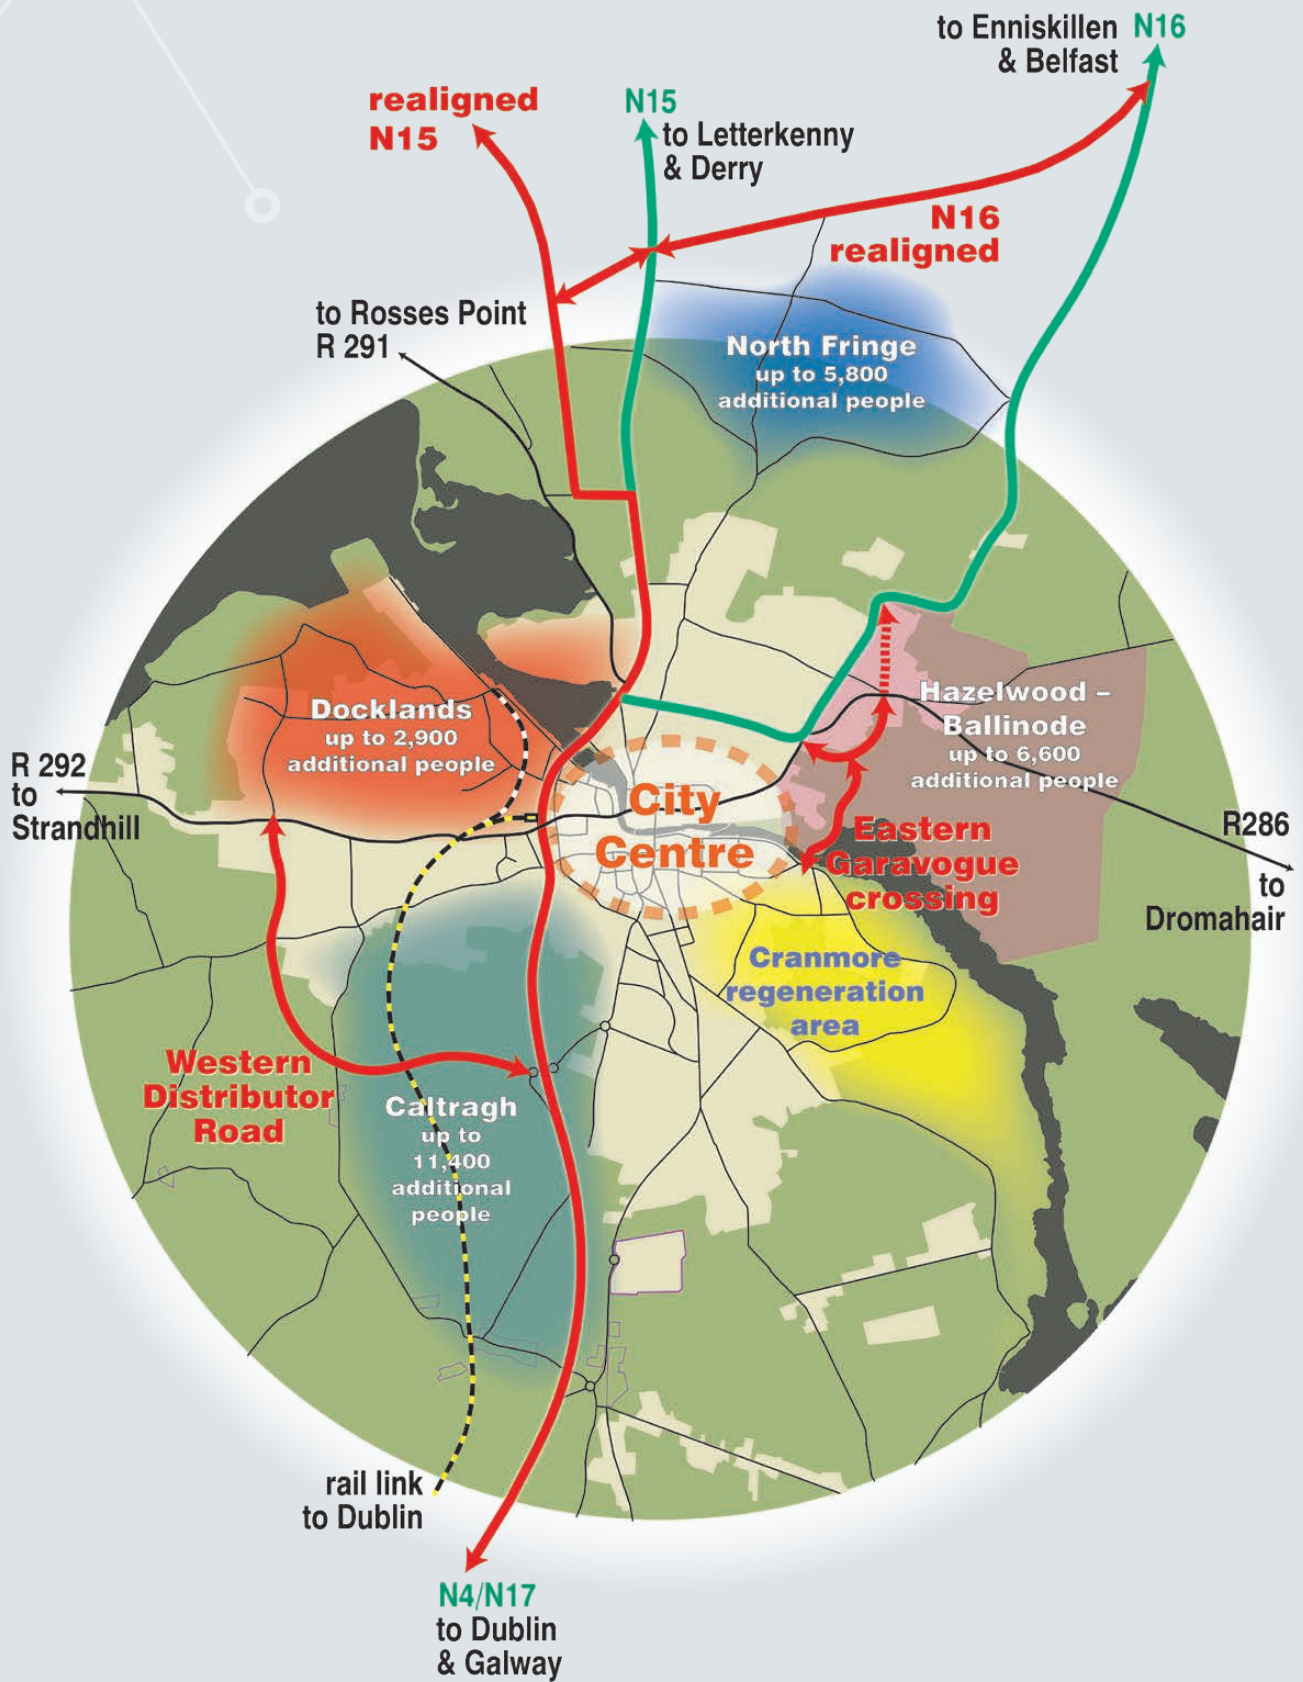 to Enniskillen N16
& Belfast
realigned
N15
N15
to Letterkenny
& Derry
N16
realigned
to Rosses Point
R 291
North Fringe
up to 5,800
additional people
Docklands
up to 2,900
additional people
Hazelwood –
Ballinode
up to 6,600
additional people
R 292
to
Strandhill
City
Centre
R286
to
Dromahair
Eastern
Garavogue
crossing
Cranmore
regeneration
area
Western
Distributor
Road
Caltragh
up to
11,400
additional
people
rail link
to Dublin
N4/N17
to Dublin
& Galway